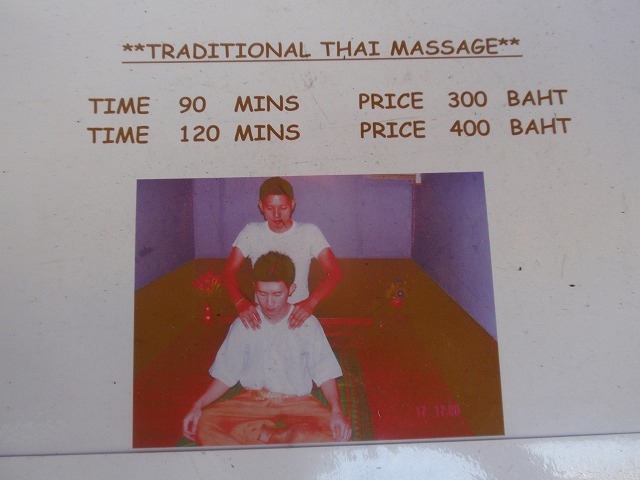 **TRADITIONAL THAI MASSAGE**
TIME 90 MINS PRICE 300 BAHT
TIME 120 MINS PRICE 400 BAHT